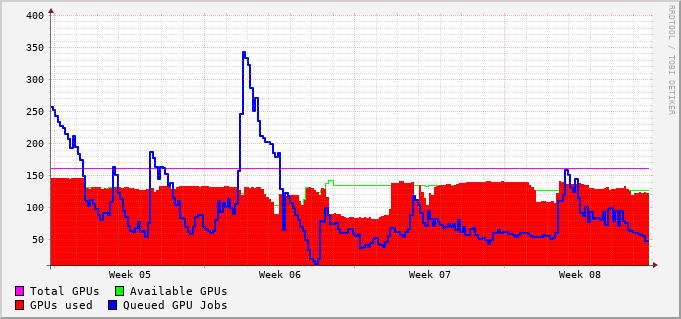 400
350
300
250
200
150
100
50
Week 05 Week 06 Week 07 Week 08
Total GPUs Available GPUs
GPUs used Queued GPU Jobs
RRDTOOL / TOBI OETIKER